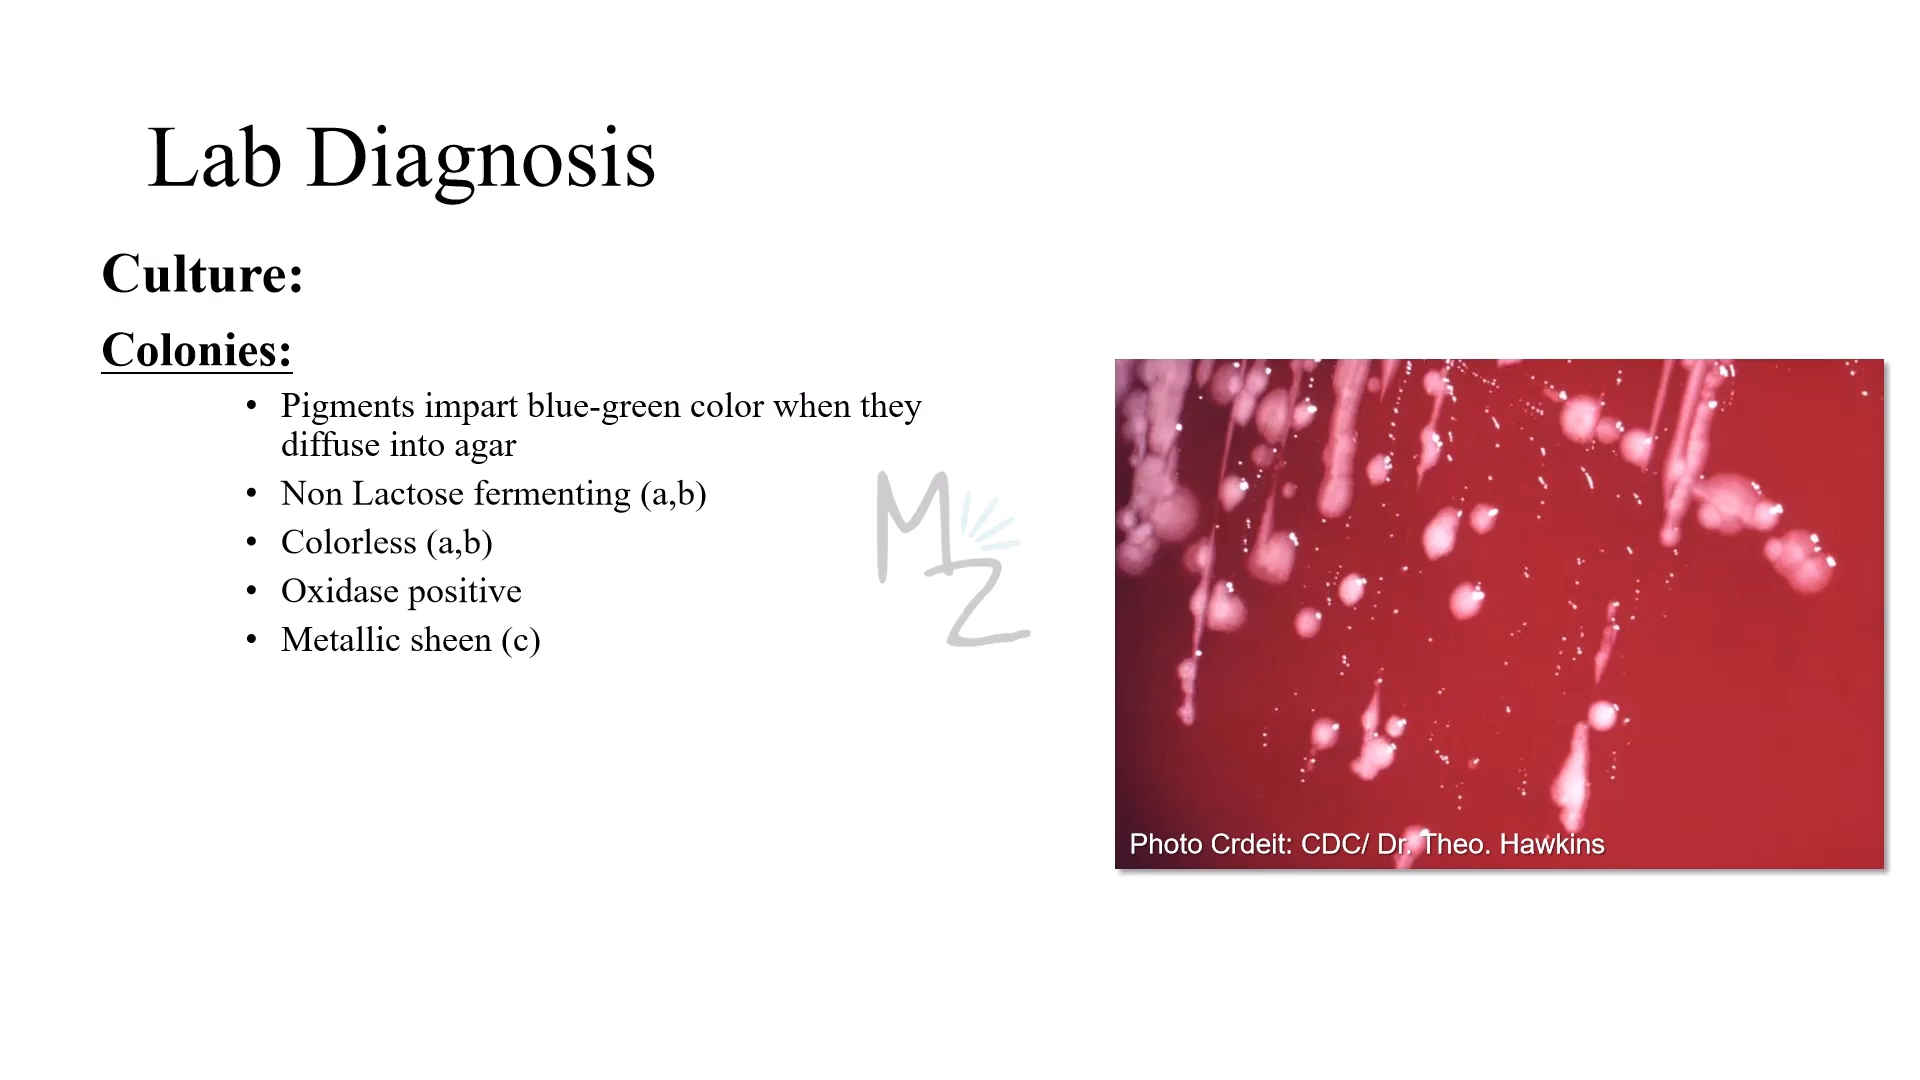 Lab Diagnosis
Culture:
Colonies:
• Pigments impart blue-green color when they
diffuse into agar
• Non Lactose fermenting (a,b)
• Colorless (a,b)
• Oxidase positive
• Metallic sheen (c)
MZ
Photo Crdeit: CDC/ Dr. Theo. Hawkins